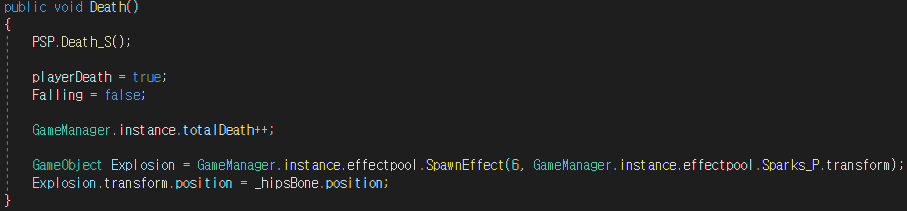 public void Death()
{
PSP.Death_S();
playerDeath = true;
Falling = false;
GameManager.instance.totalDeath++;
GameObject Explosion = GameManager.instance.effectpool.SpawnEffect(6, GameManager.instance.effectpool.Sparks_P.transform);
Explosion.transform.position = _hipsBone.position;
}